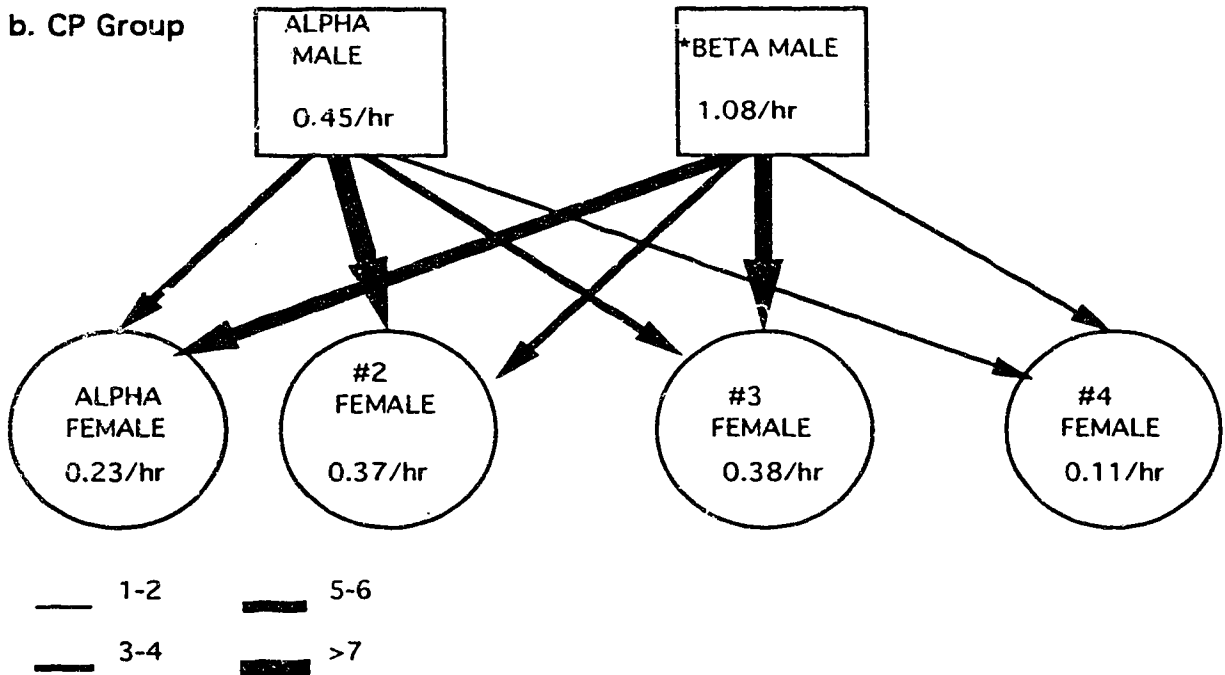 b. CP Group
ALPHA
MALE
0.45/hr
*BETA MALE
1.08/hr
ALPHA
FEMALE
0.23/hr
#2
FEMALE
0.37/hr
#3
FEMALE
0.38/hr
#4
FEMALE
0.11/hr
1-2
5-6
3-4
>7